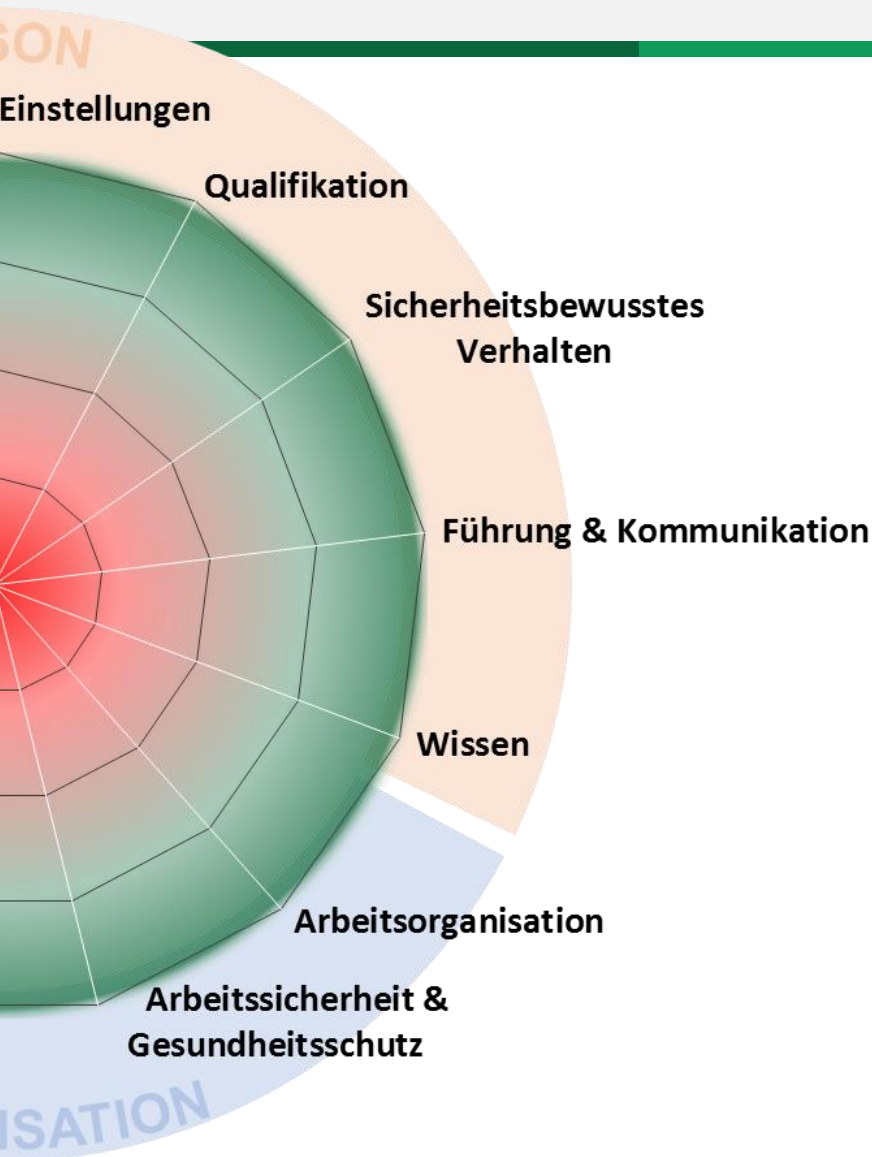 SON
Einstellungen
Qualifikation
Sicherheitsbewusstes
Verhalten
Führung & Kommunikation
Wissen
Arbeitsorganisation
Arbeitssicherheit &
Gesundheitsschutz
ISATION